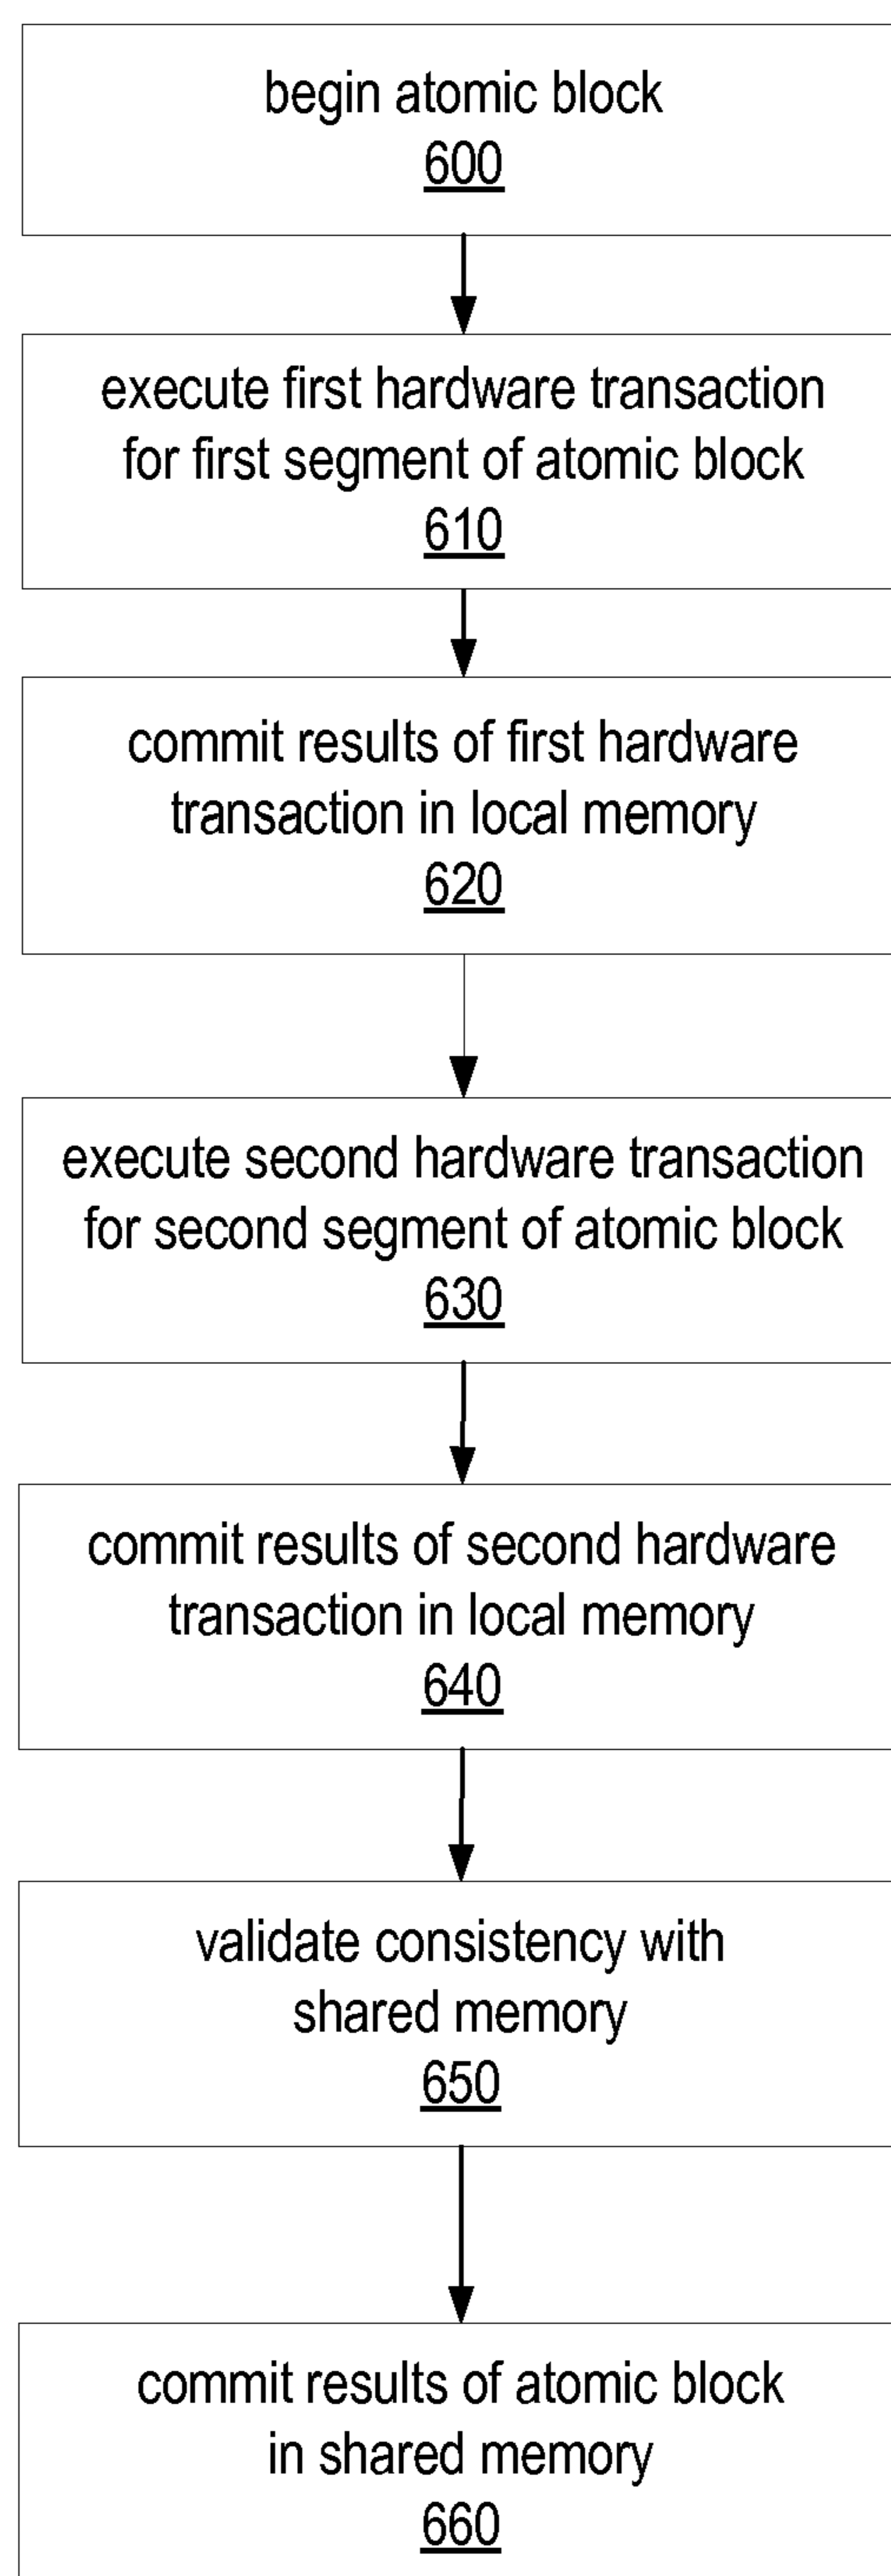 begin atomic block
600
execute first hardware transaction
for first segment of atomic block
610
commit results of first hardware
transaction in local memory
620
execute second hardware transaction
for second segment of atomic block
630
commit results of second hardware
transaction in local memory
640
validate consistency with
shared memory
650
commit results of atomic block
in shared memory
660